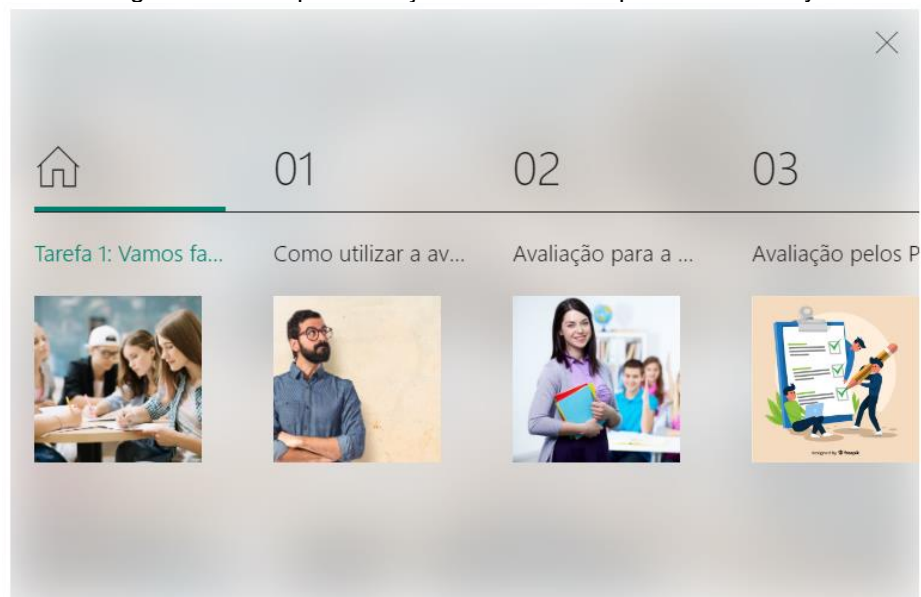 01
02
03
Tarefa 1: Vamos fa...
Como utilizar a av...
Avaliação para a ...
Avaliação pelos P
designed by freepik